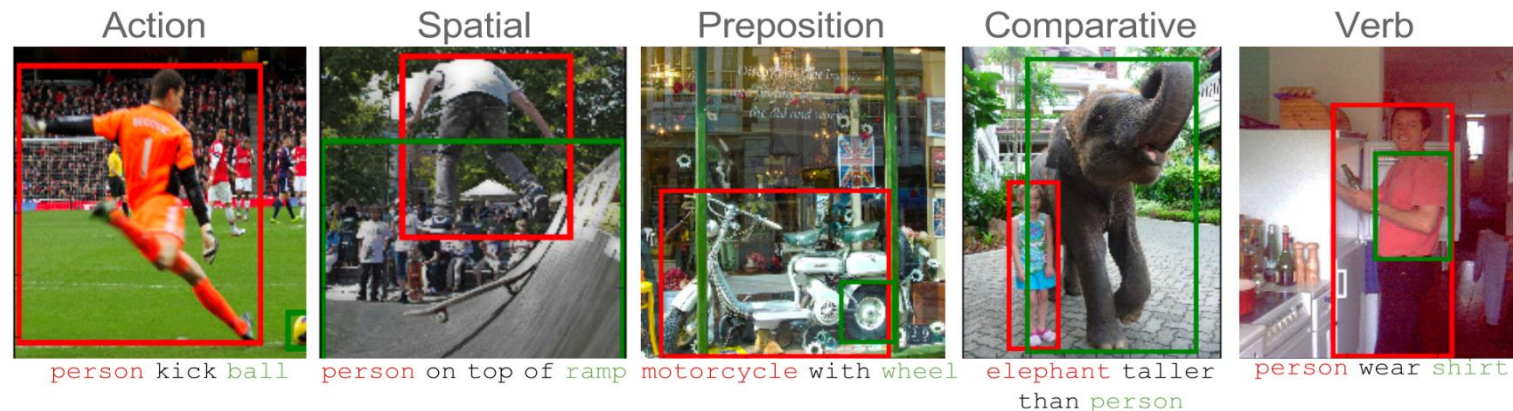 Action
Spatial
Preposition
Comparative
Verb
1
person kick ball
person on top of ramp
motorcycle with wheel
elephant taller
than person
person wear shirt